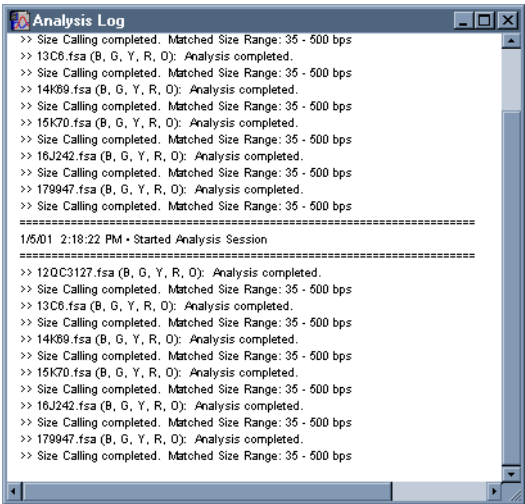 Analysis Log
>> Size Calling completed. Matched Size Range: 35 - 500 bps
>> 13C6.fsa (B, G, Y, R, O): Analysis completed.
>> Size Calling completed. Matched Size Range: 35 - 500 bps
>> 14K69.fsa (B, G, Y, R, O): Analysis completed.
>> Size Calling completed. Matched Size Range: 35 - 500 bps
>> 15K70.fsa (B, G, Y, R, O): Analysis completed.
>> Size Calling completed. Matched Size Range: 35 - 500 bps
>> 16J242.fsa (B, G, Y, R, O): Analysis completed.
>> Size Calling completed. Matched Size Range: 35 - 500 bps
>> 179947.fsa (B, G, Y, R, O): Analysis completed.
>> Size Calling completed. Matched Size Range: 35 - 500 bps
========================================================================
1/5/01 2:18:22 PM • Started Analysis Session
========================================================================
>> 12QC3127.fsa (B, G, Y, R, O): Analysis completed.
>> Size Calling completed. Matched Size Range: 35 - 500 bps
>> 13C6.fsa (B, G, Y, R, O): Analysis completed.
>> Size Calling completed. Matched Size Range: 35 - 500 bps
>> 14K69.fsa (B, G, Y, R, O): Analysis completed.
>> Size Calling completed. Matched Size Range: 35 - 500 bps
>> 15K70.fsa (B, G, Y, R, O): Analysis completed.
>> Size Calling completed. Matched Size Range: 35 - 500 bps
>> 16J242.fsa (B, G, Y, R, O): Analysis completed.
>> Size Calling completed. Matched Size Range: 35 - 500 bps
>> 179947.fsa (B, G, Y, R, O): Analysis completed.
>> Size Calling completed. Matched Size Range: 35 - 500 bps